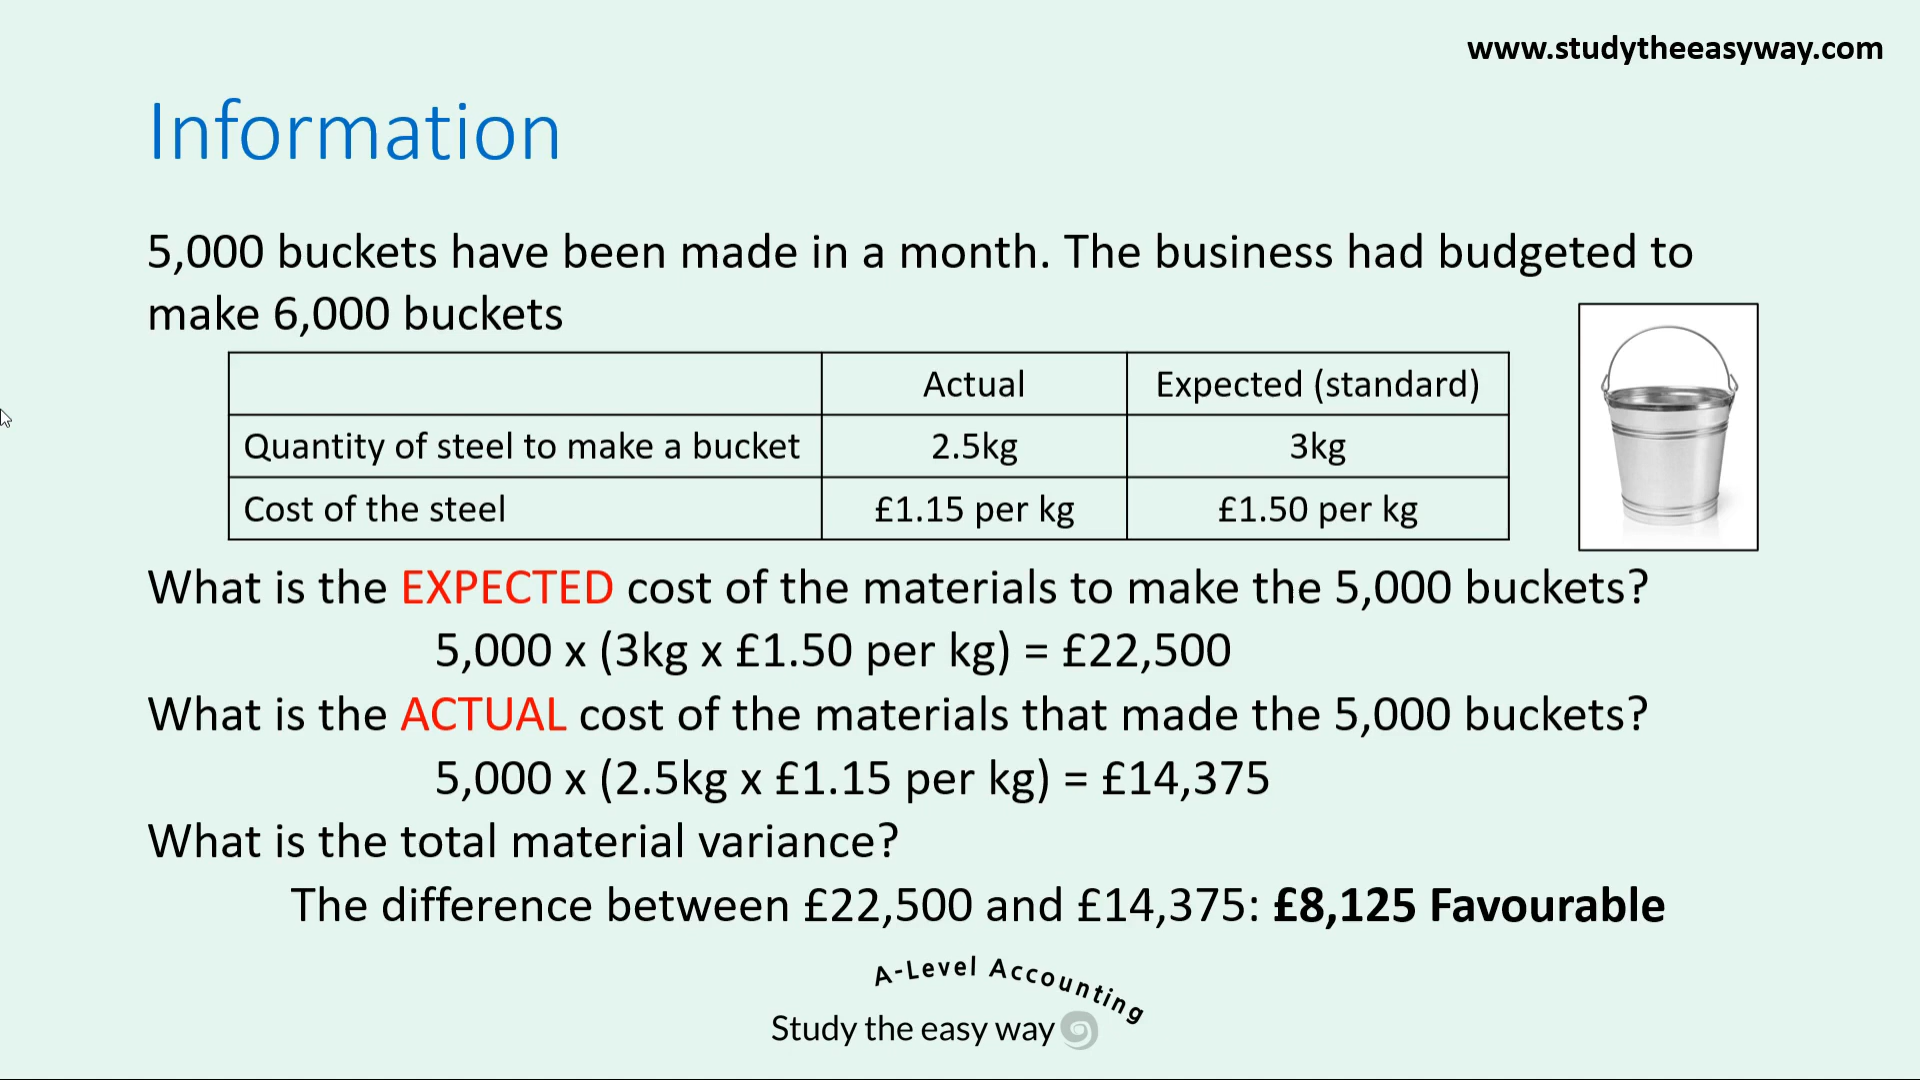 www.studytheeasyway.com
Information
5,000 buckets have been made in a month. The business had budgeted to
make 6,000 buckets
Actual Expected (standard)
Quantity of steel to make a bucket 2.5kg 3kg
Cost of the steel £1.15 per kg £1.50 per kg
What is the EXPECTED cost of the materials to make the 5,000 buckets?
5,000 x (3kg x £1.50 per kg) = £22,500
What is the ACTUAL cost of the materials that made the 5,000 buckets?
5,000 x (2.5kg x £1.15 per kg) = £14,375
What is the total material variance?
The difference between £22,500 and £14,375: £8,125 Favourable
A-Level Accounting
Study the easy way